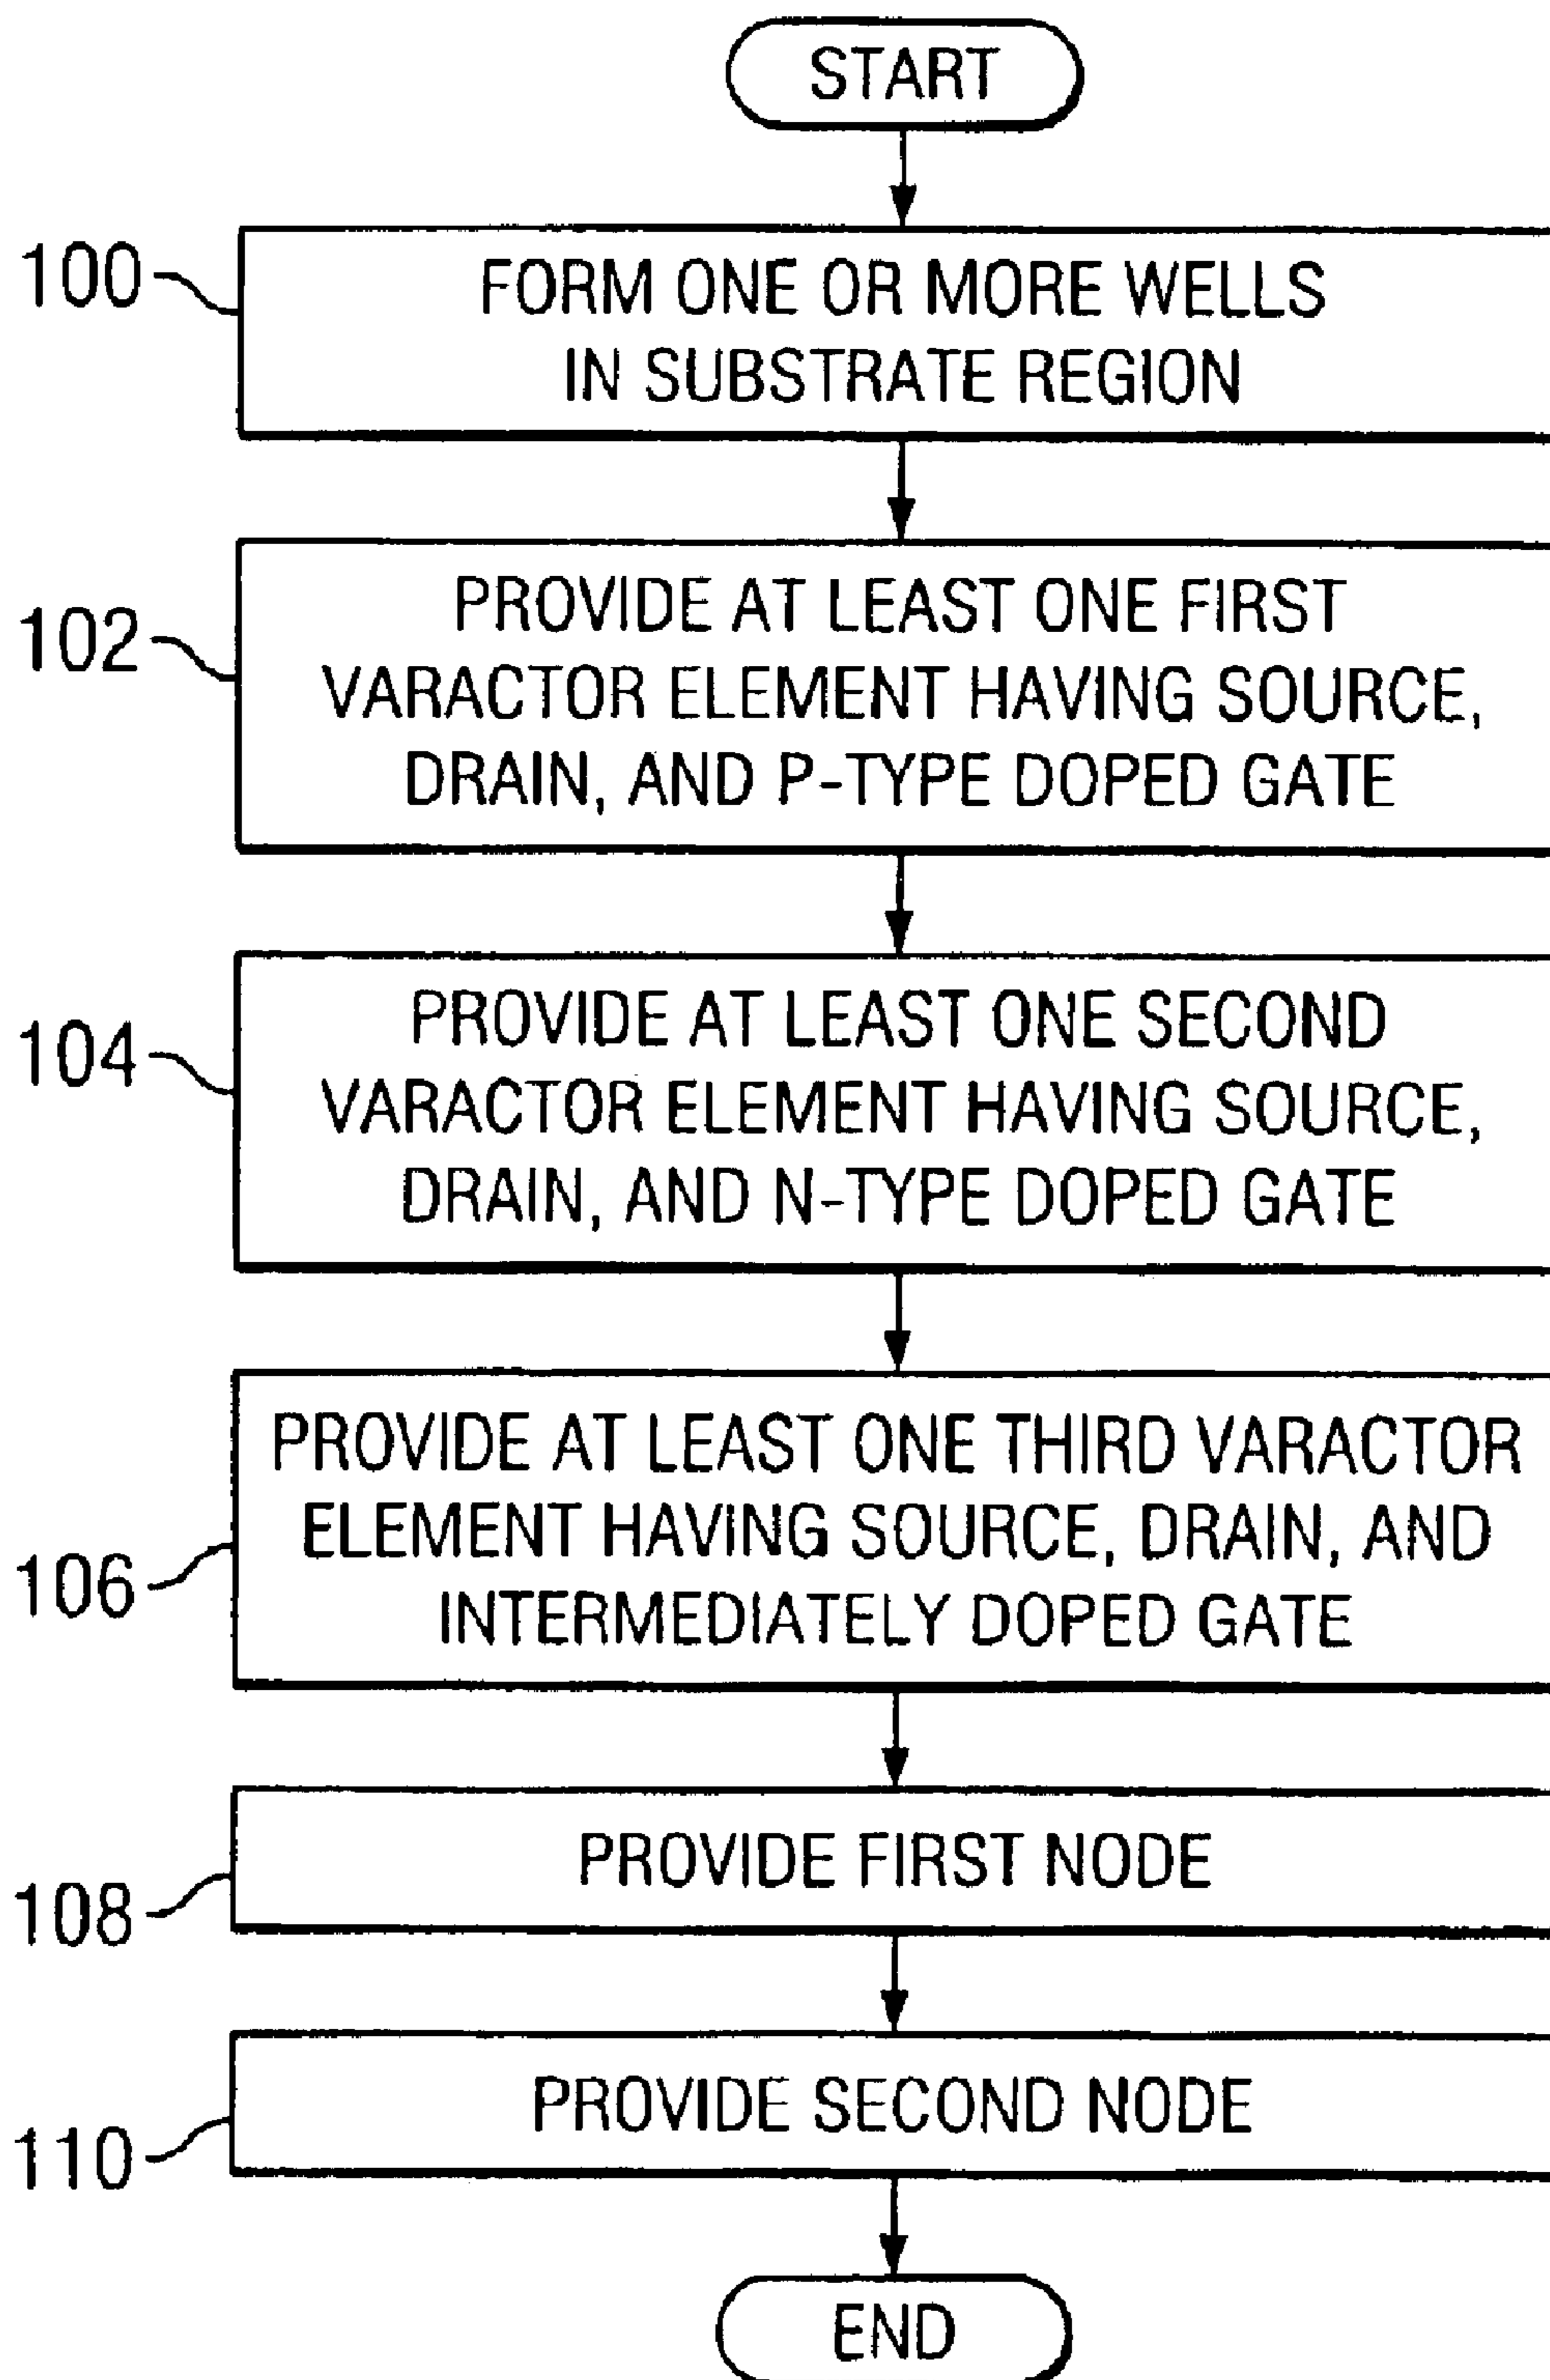 START
100
FORM ONE OR MORE WELLS
IN SUBSTRATE REGION
102
PROVIDE AT LEAST ONE FIRST
VARACTOR ELEMENT HAVING SOURCE,
DRAIN, AND P-TYPE DOPED GATE
104
PROVIDE AT LEAST ONE SECOND
VARACTOR ELEMENT HAVING SOURCE,
DRAIN, AND N-TYPE DOPED GATE
106
PROVIDE AT LEAST ONE THIRD VARACTOR
ELEMENT HAVING SOURCE, DRAIN, AND
INTERMEDIATELY DOPED GATE
108
PROVIDE FIRST NODE
110
PROVIDE SECOND NODE
END